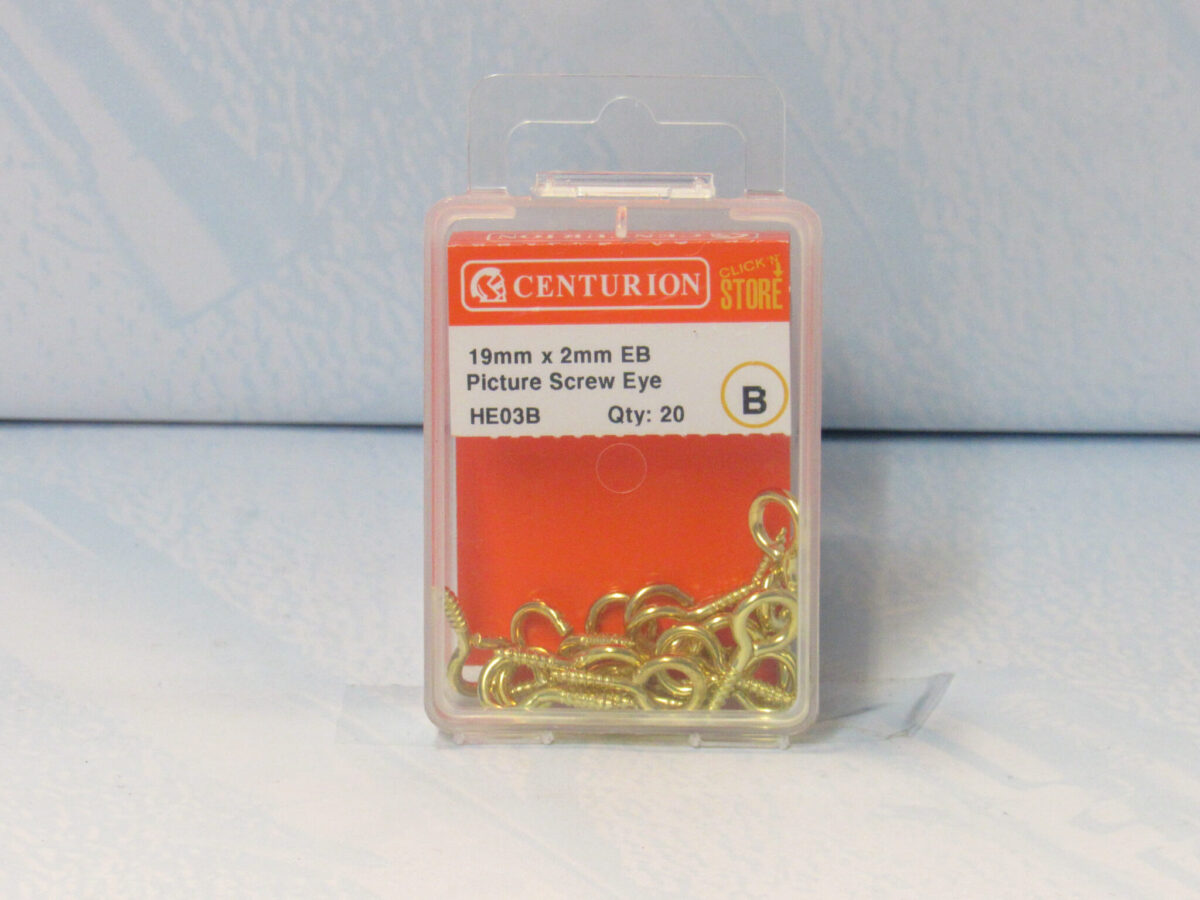 CENTURION
CLICK 'N'
STORE
19mm x 2mm EB
Picture Screw Eye
HE03B Qty: 20
B